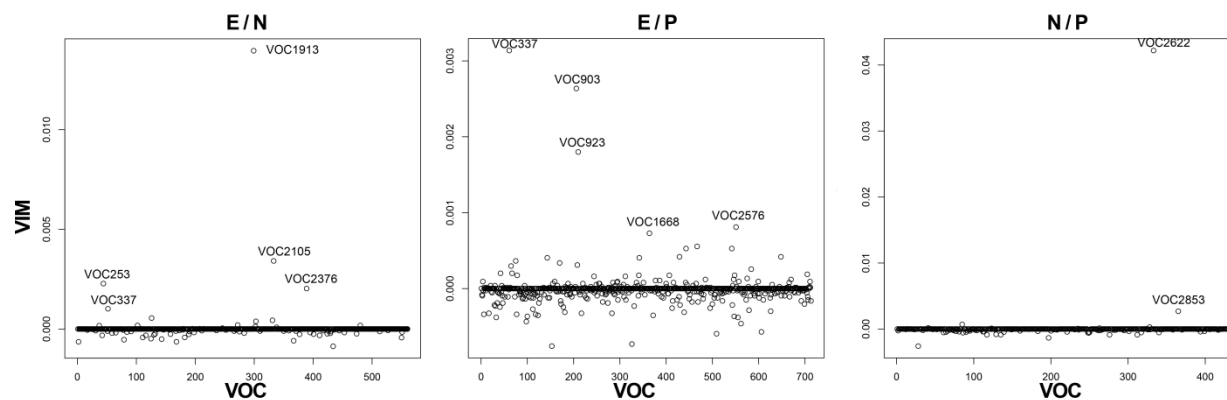 E / N
VOC1913
VOC2105
VOC253
VOC2376
VOC337
0.010
0.005
0.000
VIM
0
100
200
300
400
500
VOC
E / P
VOC337
VOC903
VOC923
VOC1668
VOC2576
0.003
0.002
0.001
0.000
0
100
200
300
400
500
600
700
VOC
N / P
VOC2622
VOC2853
0.04
0.03
0.02
0.01
0.00
0
100
200
300
400
VOC